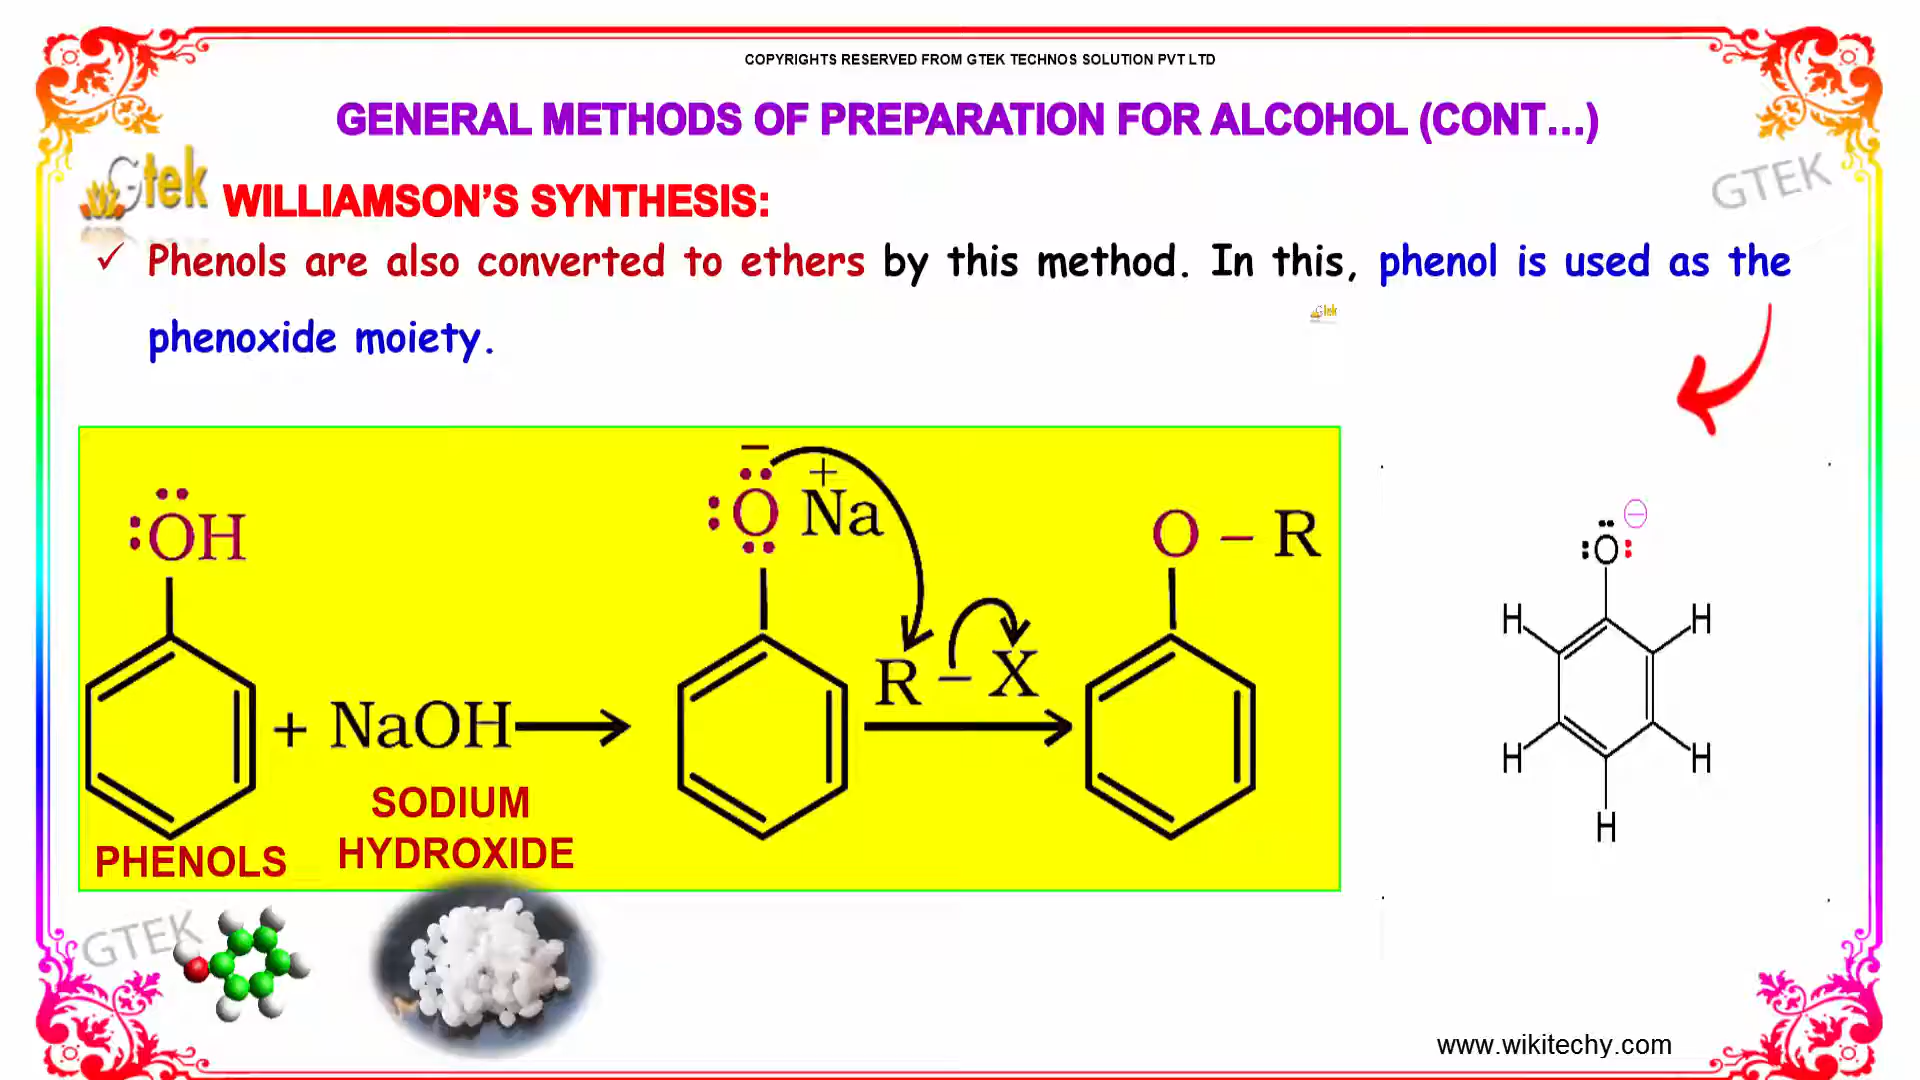 COPYRIGHTS RESERVED FROM GTEK TECHNOS SOLUTION PVT LTD
GENERAL METHODS OF PREPARATION FOR ALCOHOL (CONT...)
Gtek
GTEK
WILLIAMSON’S SYNTHESIS:
✓ Phenols are also converted to ethers by this method. In this, phenol is used as the
Gtek
phenoxide moiety.
:OH
– :O: Na +
O – R
R – X
+ NaOH
SODIUM
HYDROXIDE
PHENOLS
:O: ⊖
H H
H H
H
GTEK
www.wikitechy.com